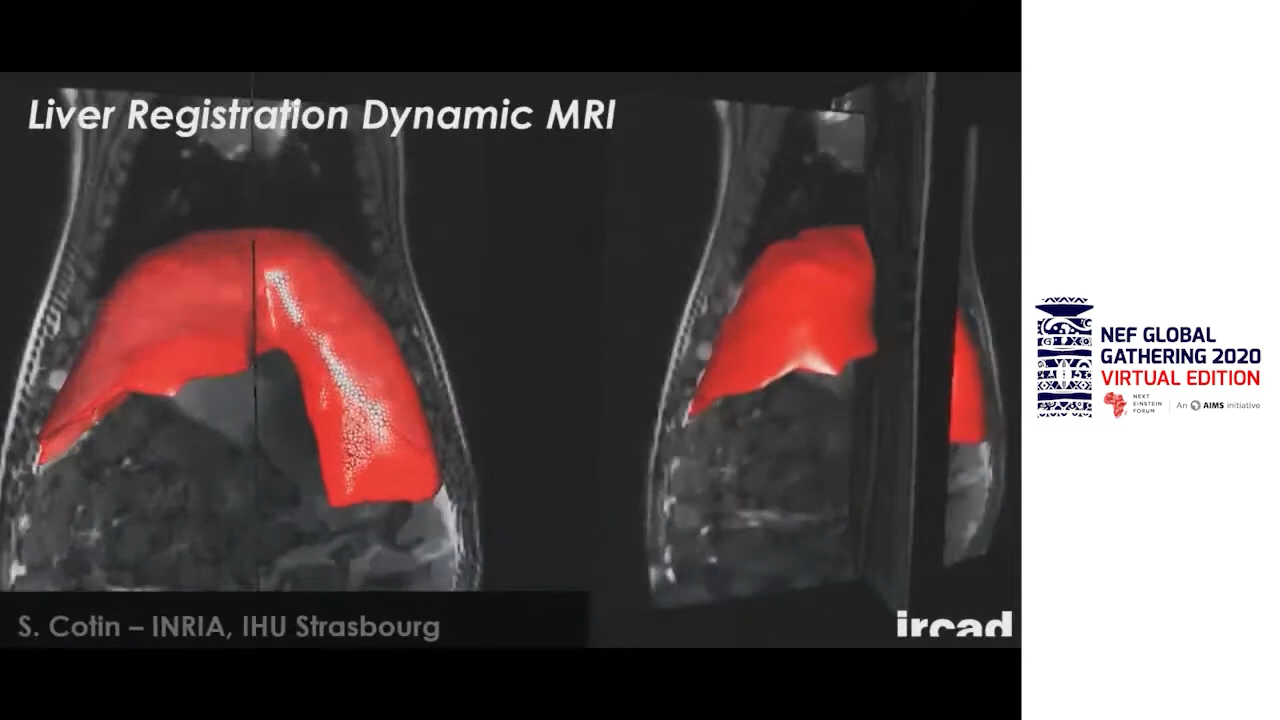 Liver Registration Dynamic MRI
S. Cotin – INRIA, IHU Strasbourg
ircad
NEF GLOBAL
GATHERING 2020
VIRTUAL EDITION
NEXT
EINSTEIN
FORUM
An AIMS initiative